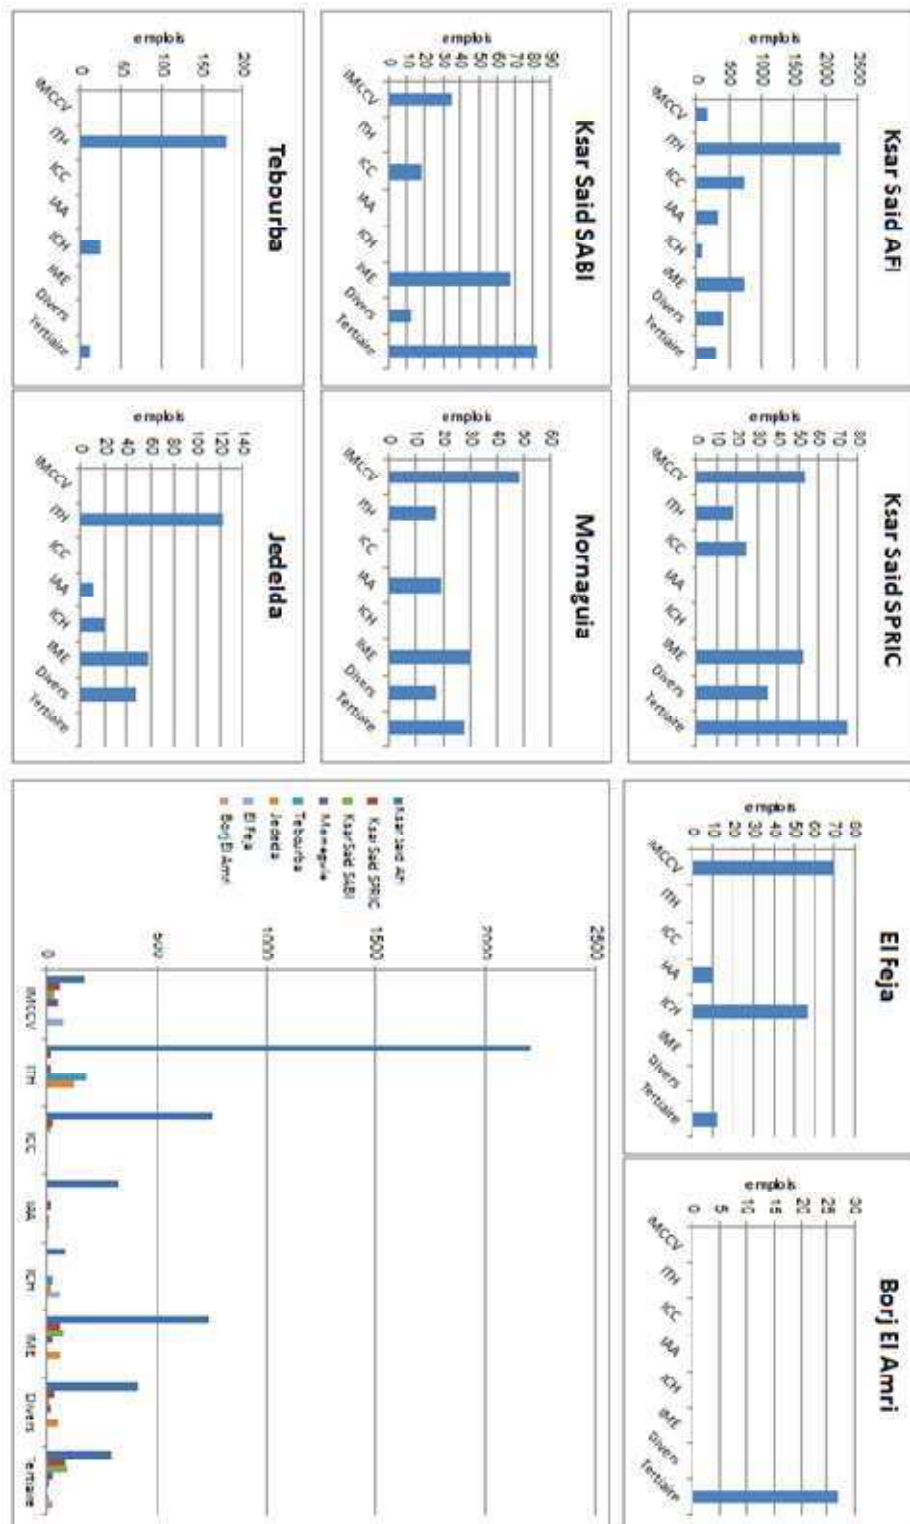 Ksar Said AFI
emplois
2500
2000
1500
1000
500
0
IMCCV ITH ICC IAA ICH IME Divers Tertiaire
Ksar Said SPRIC
emplois
80
70
60
50
40
30
20
10
0
IMCCV ITH ICC IAA ICH IME Divers Tertiaire
El Feja
emplois
80
70
60
50
40
30
20
10
0
IMCCV ITH ICC IAA ICH IME Divers Tertiaire
Borj El Amri
emplois
30
25
20
15
10
5
0
IMCCV ITH ICC IAA ICH IME Divers Tertiaire
Ksar Said SABI
emplois
90
80
70
60
50
40
30
20
10
0
IMCCV ITH ICC IAA ICH IME Divers Tertiaire
Mornaguia
emplois
60
50
40
30
20
10
0
IMCCV ITH ICC IAA ICH IME Divers Tertiaire
Tebourba
emplois
200
150
100
50
0
IMCCV ITH ICC IAA ICH IME Divers Tertiaire
Jedeida
emplois
140
120
100
80
60
40
20
0
IMCCV ITH ICC IAA ICH IME Divers Tertiaire
2500
2000
1500
1000
500
0
IMCCV ITH ICC IAA ICH IME Divers Tertiaire
Ksar Said Afi
Ksar Said SPRIC
Ksar Said SABI
Mornaguia
Tebourba
Jedeida
El Feja
Borj El Amri